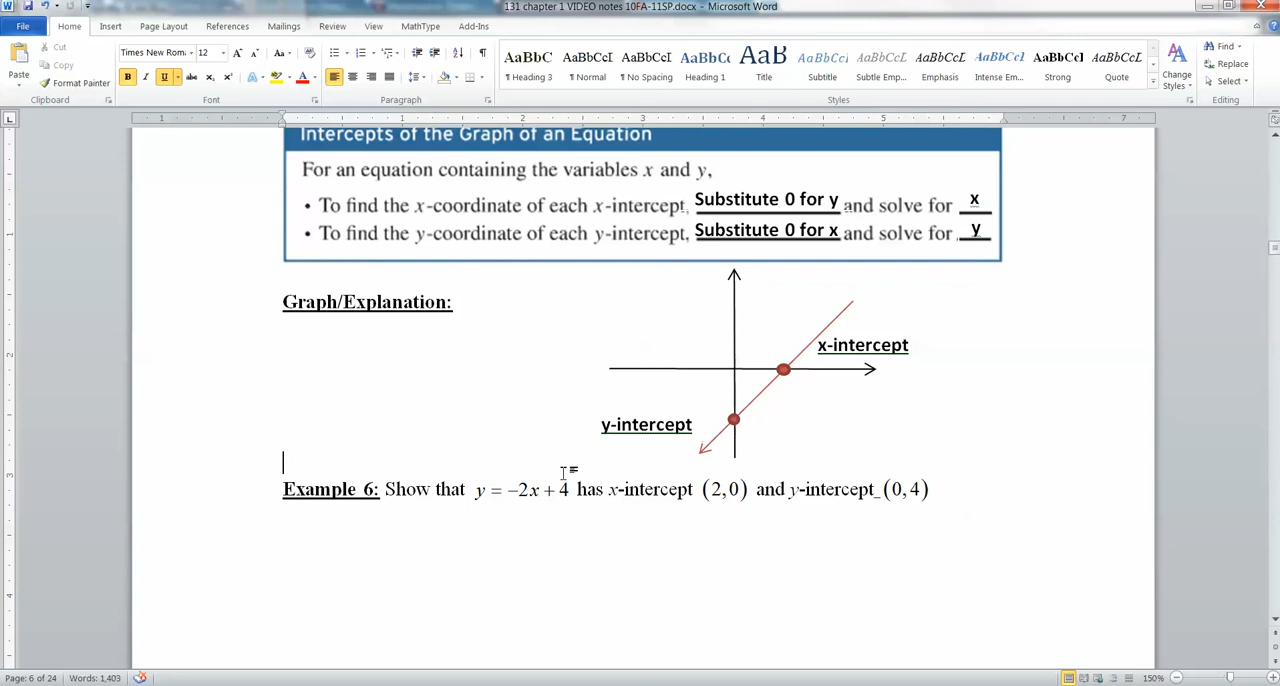 131 chapter 1 VIDEO notes 10FA-11SP.docx - Microsoft Word
File Home Insert Page Layout References Mailings Review View MathType Add-Ins
Paste
Cut
Copy
Format Painter
Clipboard
Times New Rom 12
Font
Paragraph
AaBbC AaBbCcI AaBbCcI AaBbCc AaB AaBbCcI AaBbCcI AaBbCcI AaBbCcI AaBbCcI AaBbCcI
¶ Heading 3 ¶ Normal ¶ No Spacing Heading 1 Title Subtitle Subtle Emp... Emphasis Intense Em... Strong Quote
Change Styles
Styles
Find
Replace
Select
Editing
Intercepts of the Graph of an Equation
For an equation containing the variables x and y,
• To find the x-coordinate of each x-intercept, Substitute 0 for y and solve for x
• To find the y-coordinate of each y-intercept, Substitute 0 for x and solve for y
Graph/Explanation:
x-intercept
y-intercept
Example 6: Show that y = −2x + 4 has x-intercept (2,0) and y-intercept (0,4)
Page: 6 of 24 Words: 1,403 150%